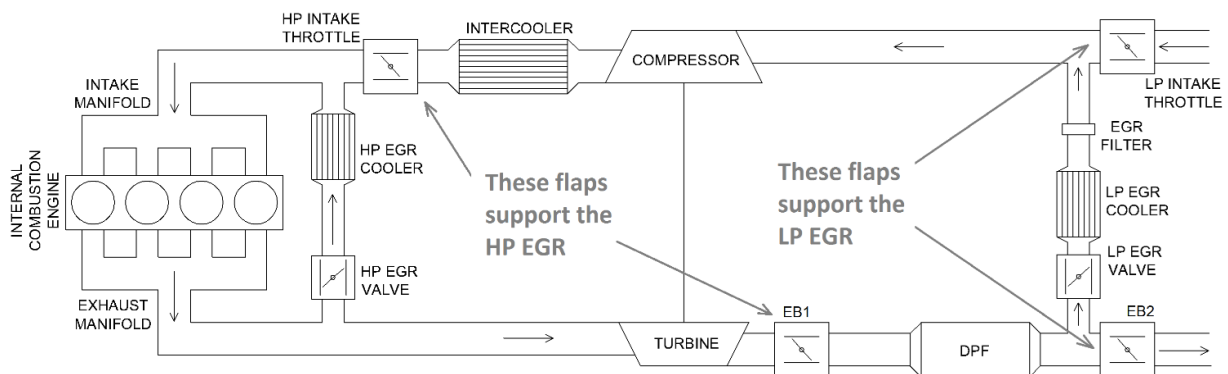 HP INTAKE
THROTTLE
INTERCOOLER
COMPRESSOR
LP INTAKE
THROTTLE
INTAKE
MANIFOLD
HP EGR
COOLER
EGR
FILTER
INTERNAL
COMBUSTION
ENGINE
These flaps
support the
HP EGR
These flaps
support the
LP EGR
LP EGR
COOLER
HP EGR
VALVE
LP EGR
VALVE
EXHAUST
MANIFOLD
TURBINE
EB1
DPF
EB2